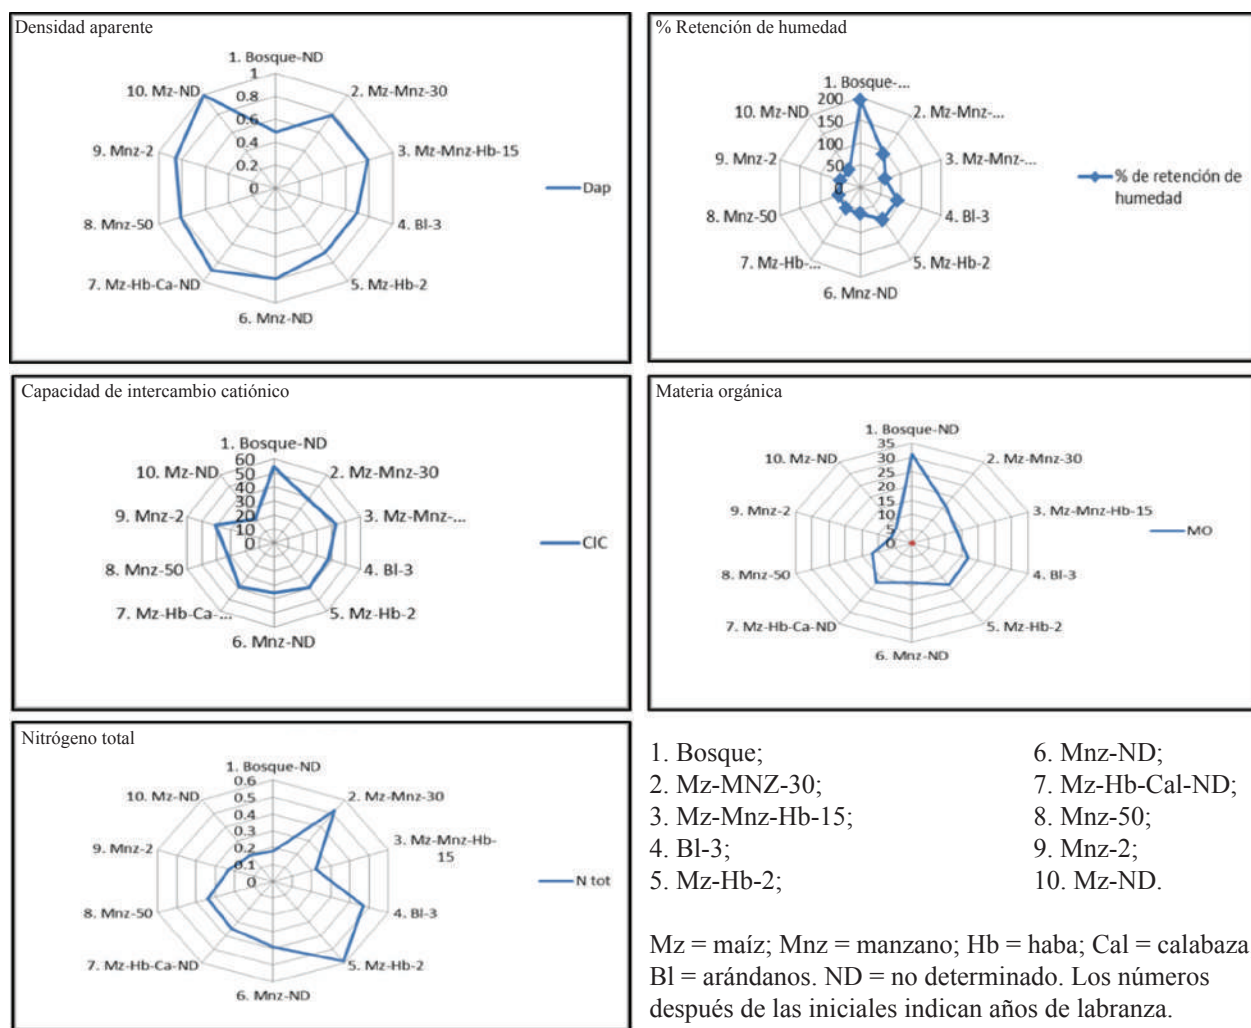 Densidad aparente
1. Bosque-ND
2. Mz-Mnz-30
3. Mz-Mnz-Hb-15
4. Bl-3
5. Mz-Hb-2
6. Mnz-ND
7. Mz-Hb-Ca-ND
8. Mnz-50
9. Mnz-2
10. Mz-ND
1
0.8
0.6
0.4
0.2
0
Dap
% Retención de humedad
1. Bosque-...
2. Mz-Mnz-...
3. Mz-Mnz-...
4. Bl-3
5. Mz-Hb-2
6. Mnz-ND
7. Mz-Hb-...
8. Mnz-50
9. Mnz-2
10. Mz-ND
200
150
100
50
0
% de retención de
humedad
Capacidad de intercambio catiónico
1. Bosque-ND
2. Mz-Mnz-30
3. Mz-Mnz-...
4. Bl-3
5. Mz-Hb-2
6. Mnz-ND
7. Mz-Hb-Ca-...
8. Mnz-50
9. Mnz-2
10. Mz-ND
60
50
40
30
20
10
0
CIC
Materia orgánica
1. Bosque-ND
2. Mz-Mnz-30
3. Mz-Mnz-Hb-15
4. Bl-3
5. Mz-Hb-2
6. Mnz-ND
7. Mz-Hb-Ca-ND
8. Mnz-50
9. Mnz-2
10. Mz-ND
35
30
25
20
15
10
5
0
MO
Nitrógeno total
1. Bosque-ND
2. Mz-Mnz-30
3. Mz-Mnz-Hb-
15
4. Bl-3
5. Mz-Hb-2
6. Mnz-ND
7. Mz-Hb-Ca-ND
8. Mnz-50
9. Mnz-2
10. Mz-ND
0.6
0.5
0.4
0.3
0.2
0.1
0
N tot
1. Bosque;
2. Mz-MNZ-30;
3. Mz-Mnz-Hb-15;
4. Bl-3;
5. Mz-Hb-2;
6. Mnz-ND;
7. Mz-Hb-Cal-ND;
8. Mnz-50;
9. Mnz-2;
10. Mz-ND.
Mz = maíz; Mnz = manzano; Hb = haba; Cal = calabaza
Bl = arándanos. ND = no determinado. Los números
después de las iniciales indican años de labranza.